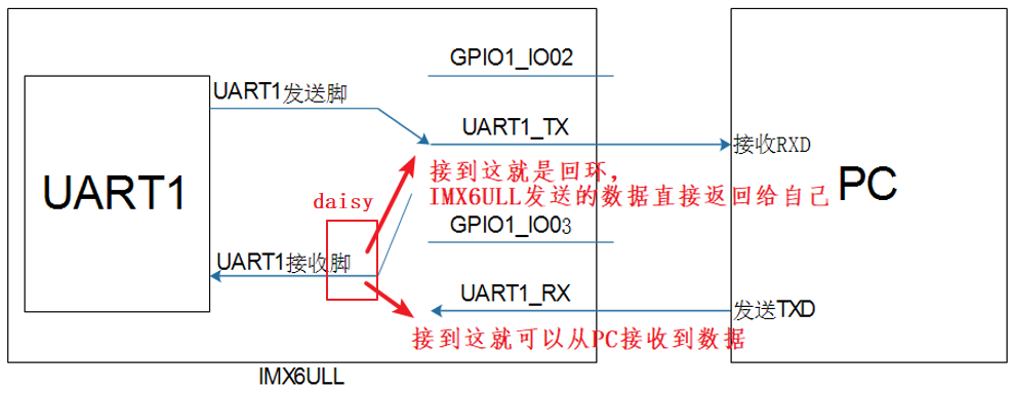 GPIO1_IO02
UART1发送脚
UART1_TX
接收RXD
接到这就是回环，
IMX6ULL发送的数据直接返回给自己
UART1
PC
daisy
GPIO1_IO03
UART1接收脚
UART1_RX
发送TXD
接到这就可以从PC接收到数据
IMX6ULL